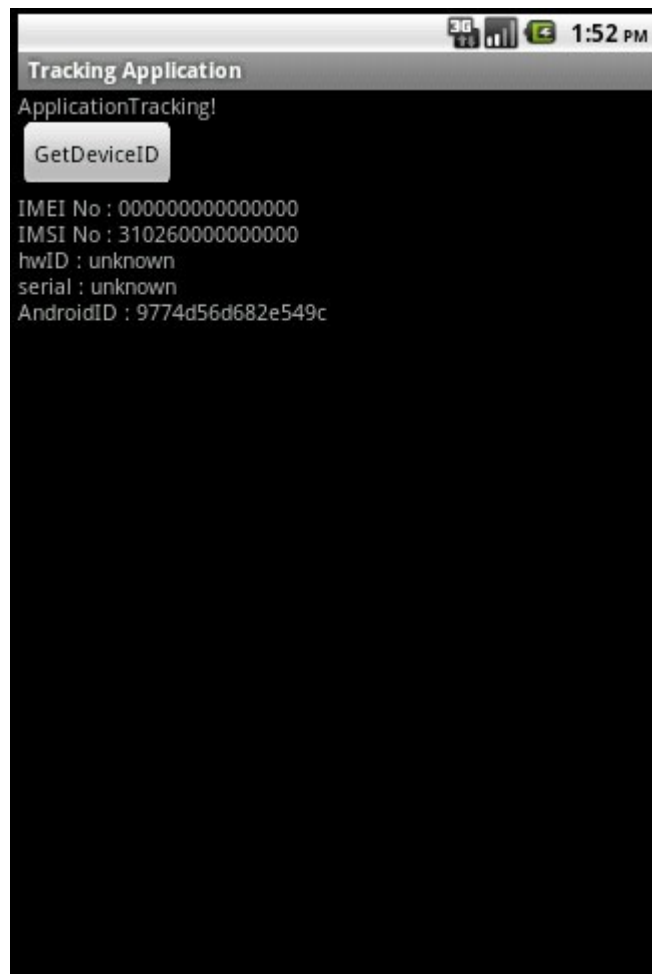 3G 1:52 PM
Tracking Application
ApplicationTracking!
GetDeviceID
IMEI No : 000000000000000
IMSI No : 310260000000000
hwID : unknown
serial : unknown
AndroidID : 9774d56d682e549c